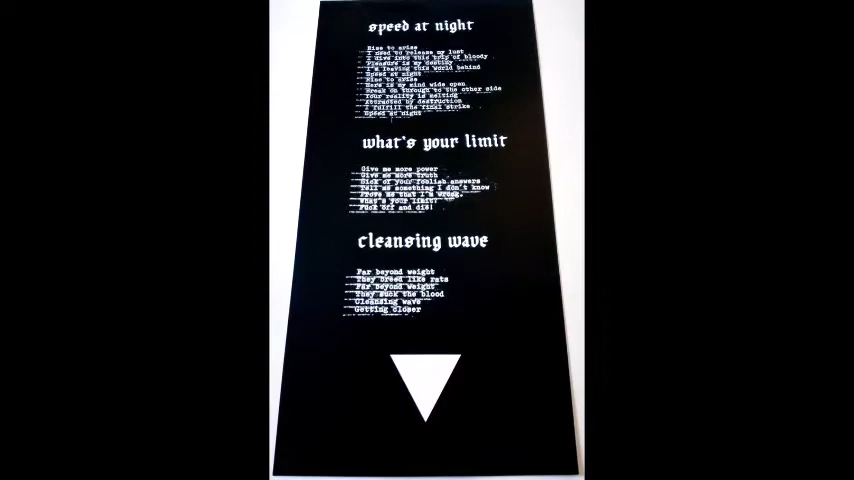 speed at night
Rise to arise
I need to release my lust
I dive into this trip of bloody
Pleasure is my destiny
I'm leaving this world behind
Speed at night
Rise to arise
Here is my mind wide open
Break on through to the other side
Your reality is melting
Attracted by destruction
I fulfill the final strike
Speed at night
what's your limit
Give me more power
Give me more truth
Sick of your foolish answers
Tell me something I don't know
Prove me that I'm wrong.
What's your limit?
Fuck off and die!
cleansing wave
Far beyond weight
They breed like rats
Far beyond weight
They suck the blood
Cleansing wave
Getting closer